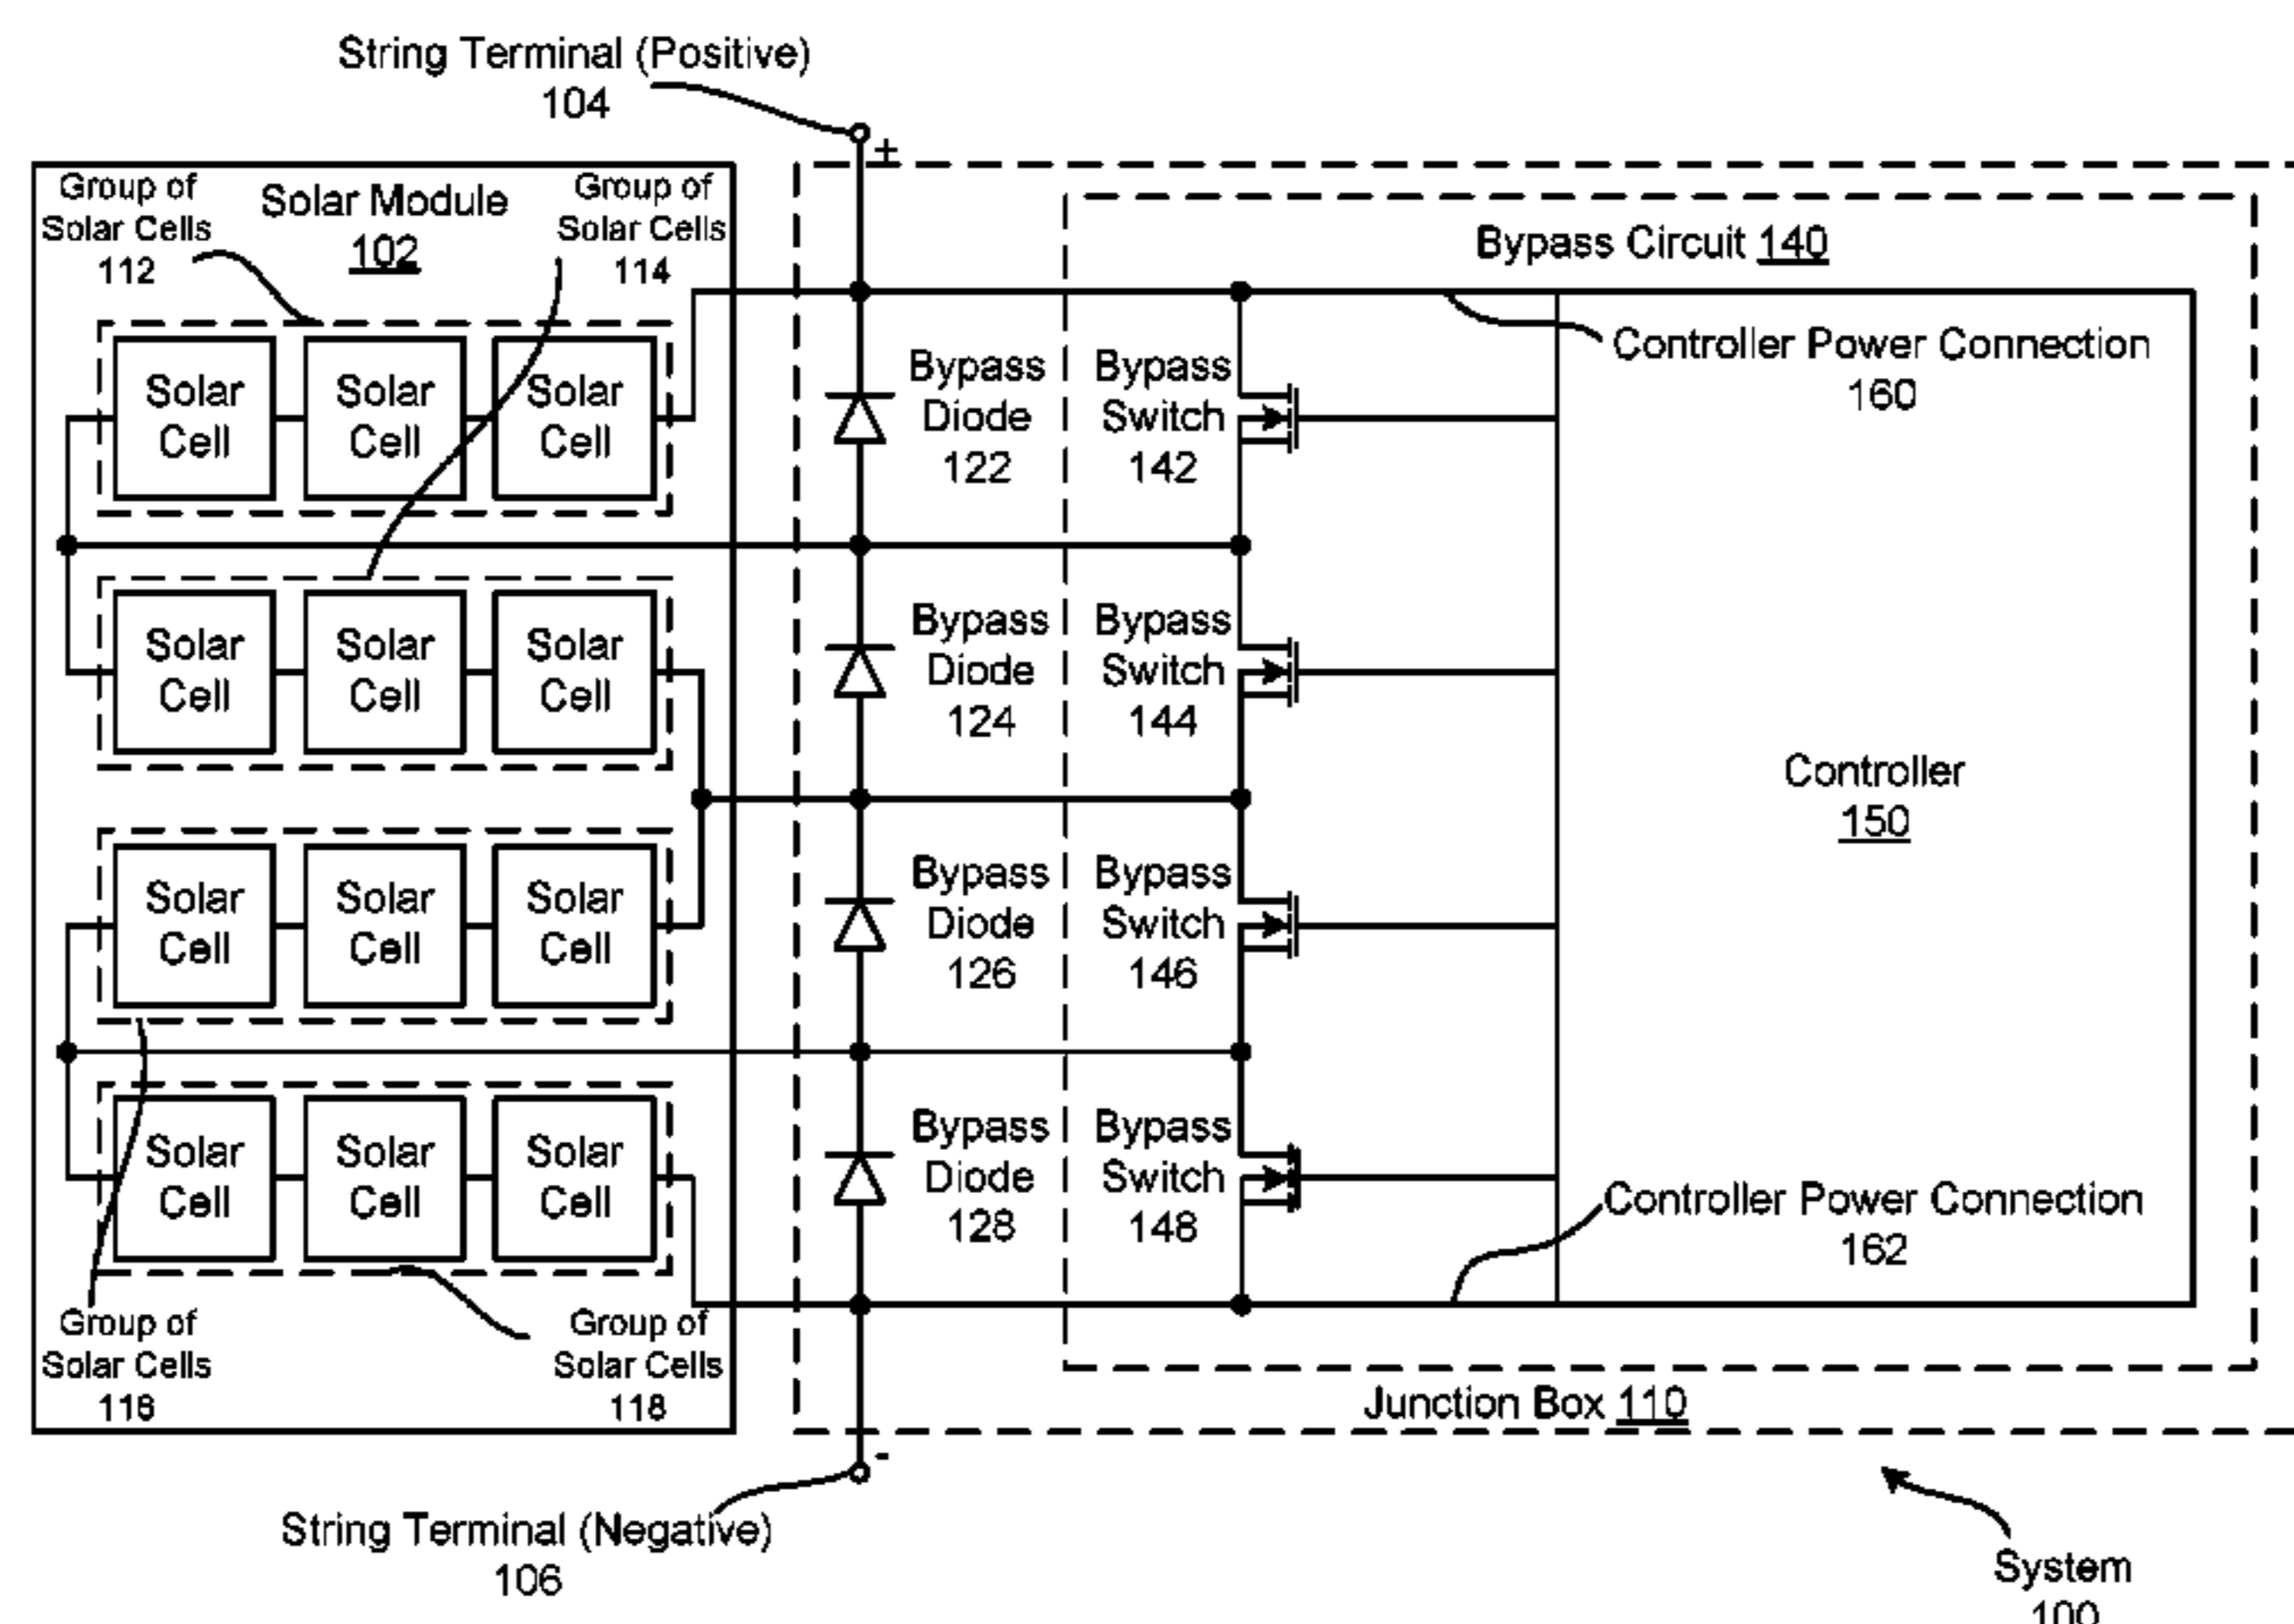 String Terminal (Positive)
104
+
Group of
Solar Cells
112
Solar Module
102
Group of
Solar Cells
114
Bypass Circuit 140
Controller Power Connection
160
Solar
Cell
Solar
Cell
Solar
Cell
Bypass
Diode
122
Bypass
Switch
142
Solar
Cell
Solar
Cell
Solar
Cell
Bypass
Diode
124
Bypass
Switch
144
Controller
150
Solar
Cell
Solar
Cell
Solar
Cell
Bypass
Diode
126
Bypass
Switch
146
Solar
Cell
Solar
Cell
Solar
Cell
Bypass
Diode
128
Bypass
Switch
148
Controller Power Connection
162
Group of
Solar Cells
116
Group of
Solar Cells
118
Junction Box 110
-
String Terminal (Negative)
106
System
100